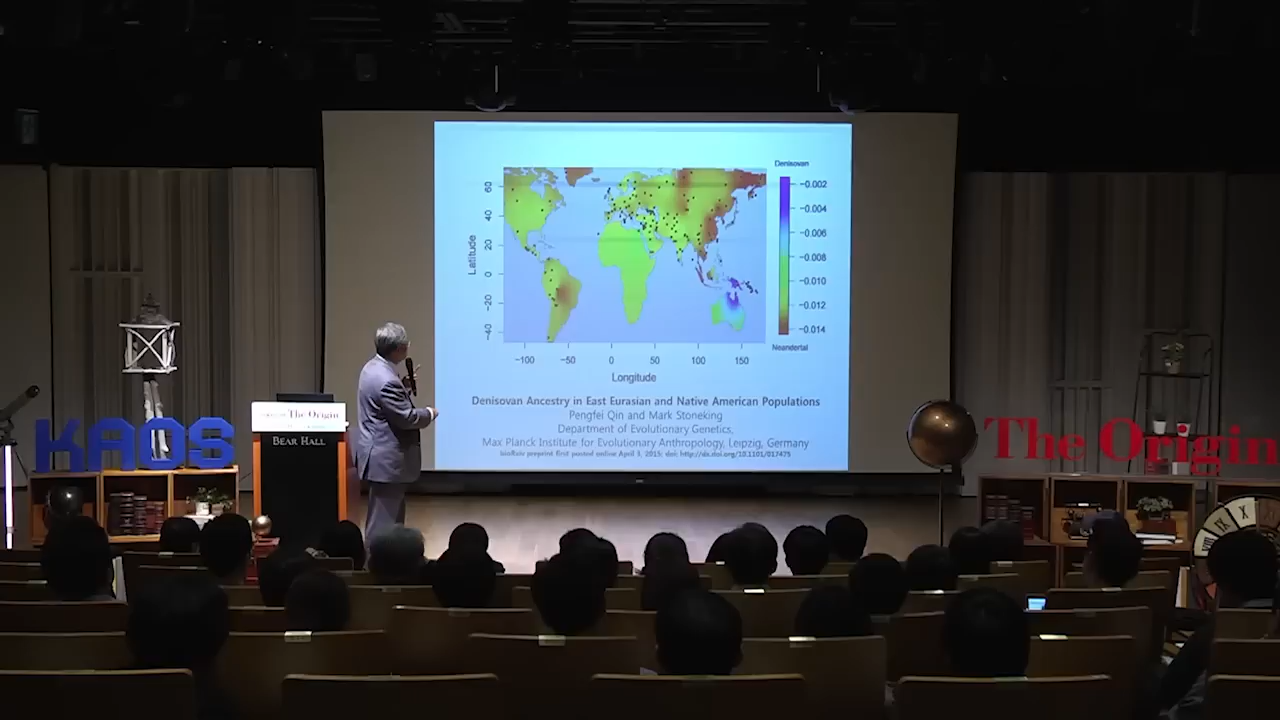 Denisovan
−0.002
−0.004
−0.006
−0.008
−0.010
−0.012
−0.014
Neandertal
Latitude
60
40
20
0
−20
−40
−100
−50
0
50
100
150
Longitude
Denisovan Ancestry in East Eurasian and Native American Populations
Pengfei Qin and Mark Stoneking
Department of Evolutionary Genetics,
Max Planck Institute for Evolutionary Anthropology, Leipzig, Germany
bioRxiv preprint first posted online April 3, 2015; doi: http://dx.doi.org/10.1101/017475
KAOS
The Origin
BEAR HALL
The Origin
X